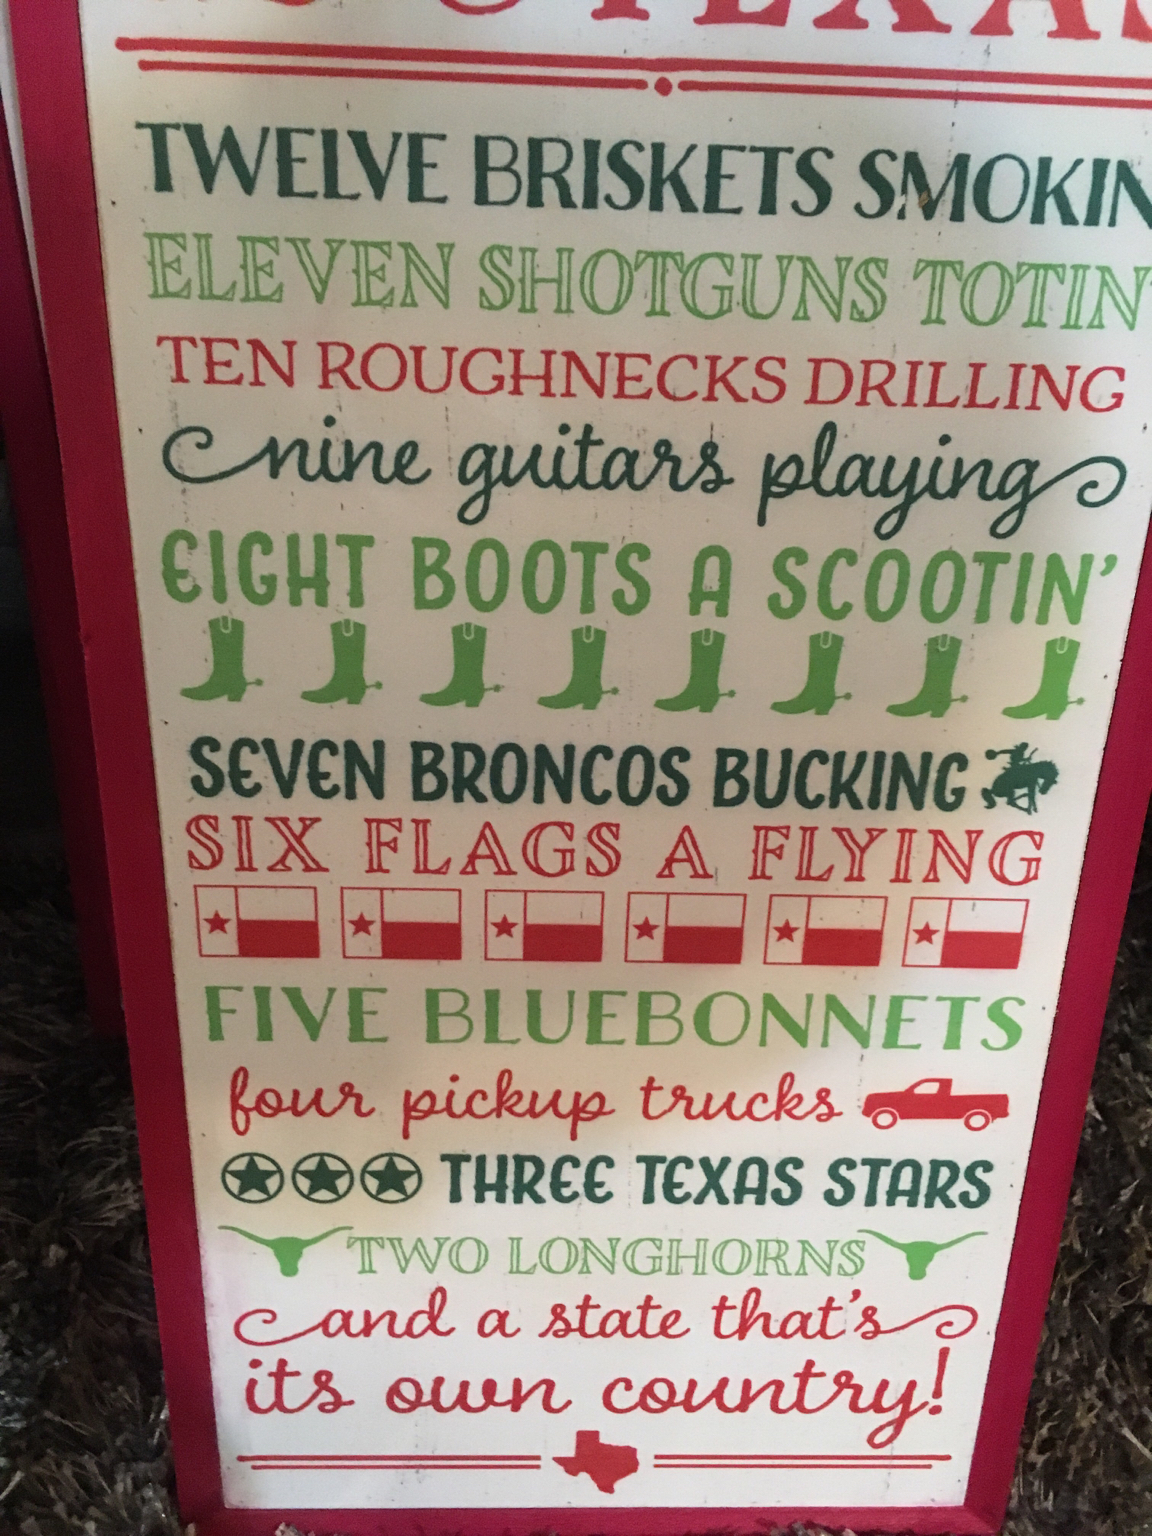 TEXAS
TWELVE BRISKETS SMOKIN
ELEVEN SHOTGUNS TOTIN'
TEN ROUGHNECKS DRILLING
nine guitars playing
EIGHT BOOTS A SCOOTIN'
SEVEN BRONCOS BUCKING
SIX FLAGS A FLYING
FIVE BLUEBONNETS
four pickup trucks
THREE TEXAS STARS
TWO LONGHORNS
and a state that's
its own country!